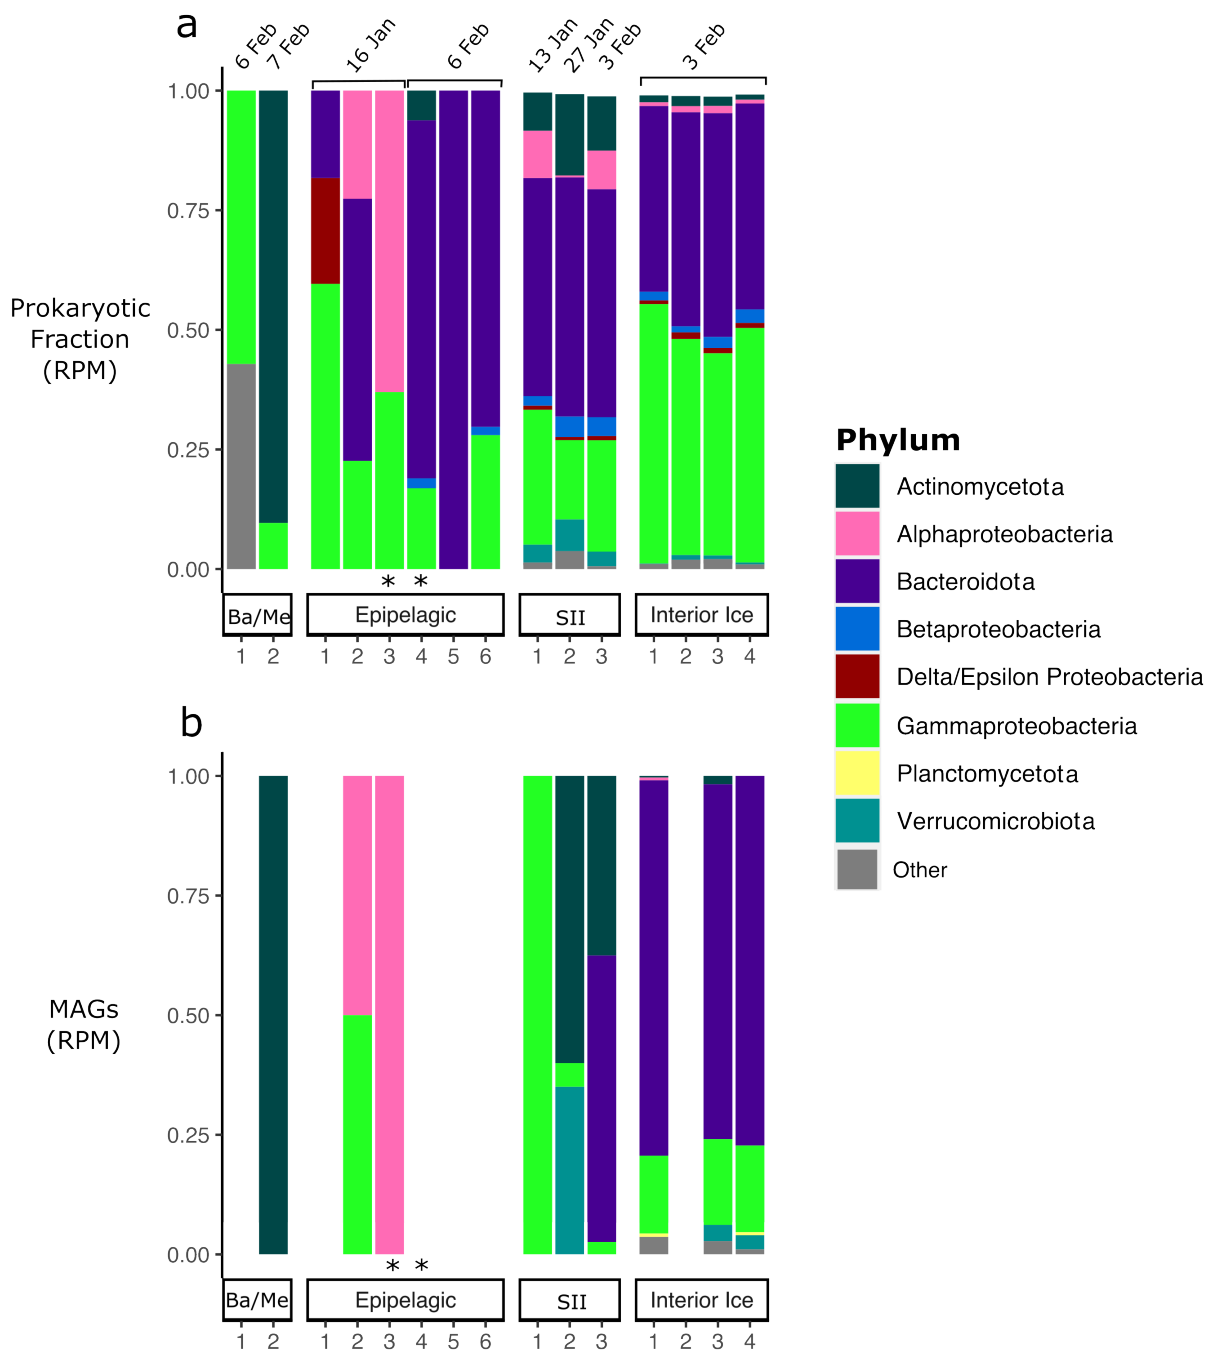 a
6 Feb
7 Feb
16 Jan
6 Feb
13 Jan
27 Jan
3 Feb
3 Feb
1.00
0.75
0.50
0.25
0.00
Prokaryotic
Fraction
(RPM)
* *
Ba/Me Epipelagic SII Interior Ice
1 2 1 2 3 4 5 6 1 2 3 1 2 3 4
Phylum
Actinomycetota
Alphaproteobacteria
Bacteroidota
Betaproteobacteria
Delta/Epsilon Proteobacteria
Gammaproteobacteria
Planctomycetota
Verrucomicrobiota
Other
b
1.00
0.75
0.50
0.25
0.00
MAGs
(RPM)
* *
Ba/Me Epipelagic SII Interior Ice
1 2 1 2 3 4 5 6 1 2 3 1 2 3 4